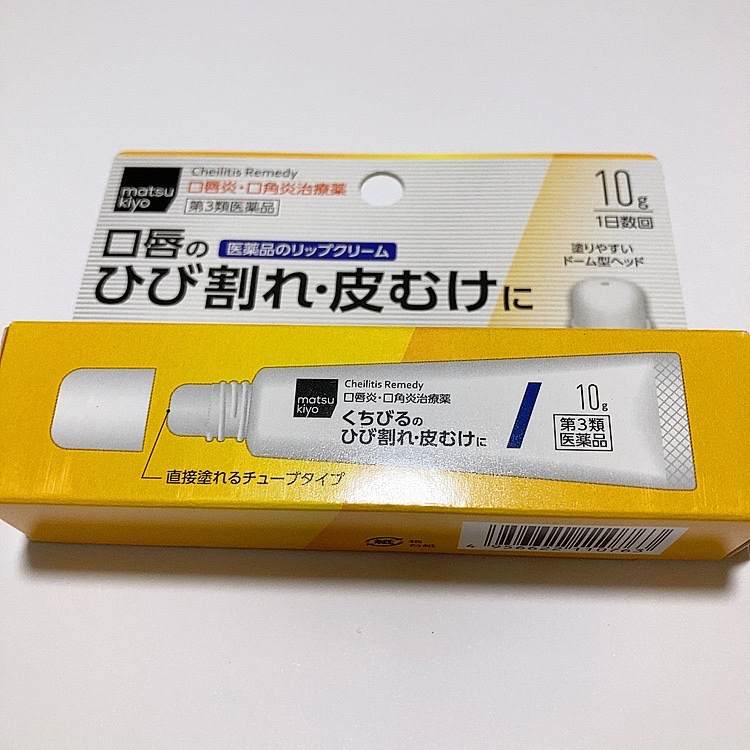 matsu
kiyo
Cheilitis Remedy
口唇炎・口角炎治療薬
第3類医薬品
10g
1日数回
口唇の
医薬品のリップクリーム
ひび割れ・皮むけに
塗りやすい
ドーム型ヘッド
matsu
kiyo
Cheilitis Remedy
口唇炎・口角炎治療薬
くちびるの
ひび割れ・皮むけに
10g
第3類
医薬品
直接塗れるチューブタイプ
紙
箱
台紙